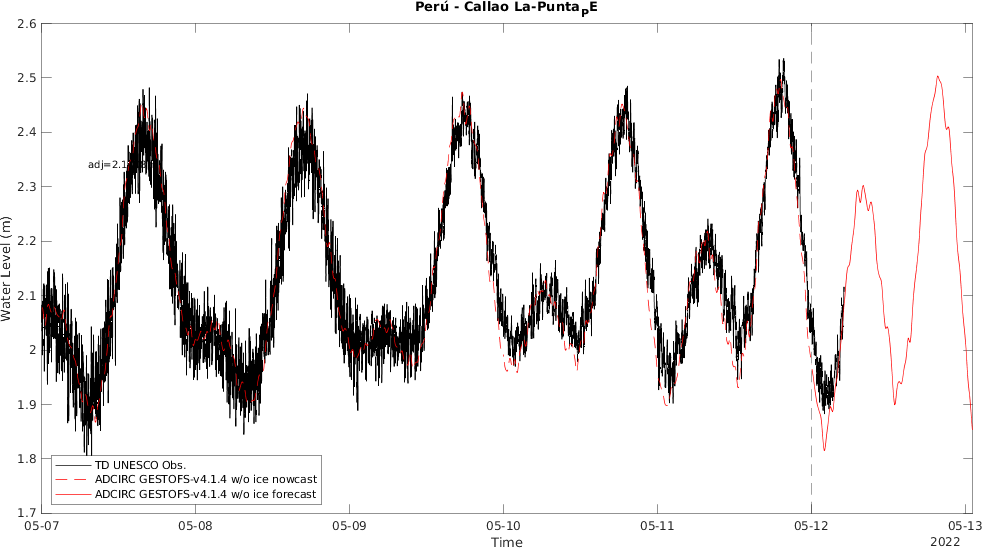 Perú - Callao La-PuntapE
2.6
2.5
2.4
2.3
2.2
2.1
2
1.9
1.8
1.7
Water Level (m)
adj=2.1
TD UNESCO Obs.
ADCIRC GESTOFS-v4.1.4 w/o ice nowcast
ADCIRC GESTOFS-v4.1.4 w/o ice forecast
05-07 05-08 05-09 05-10 05-11 05-12 05-13
Time
2022